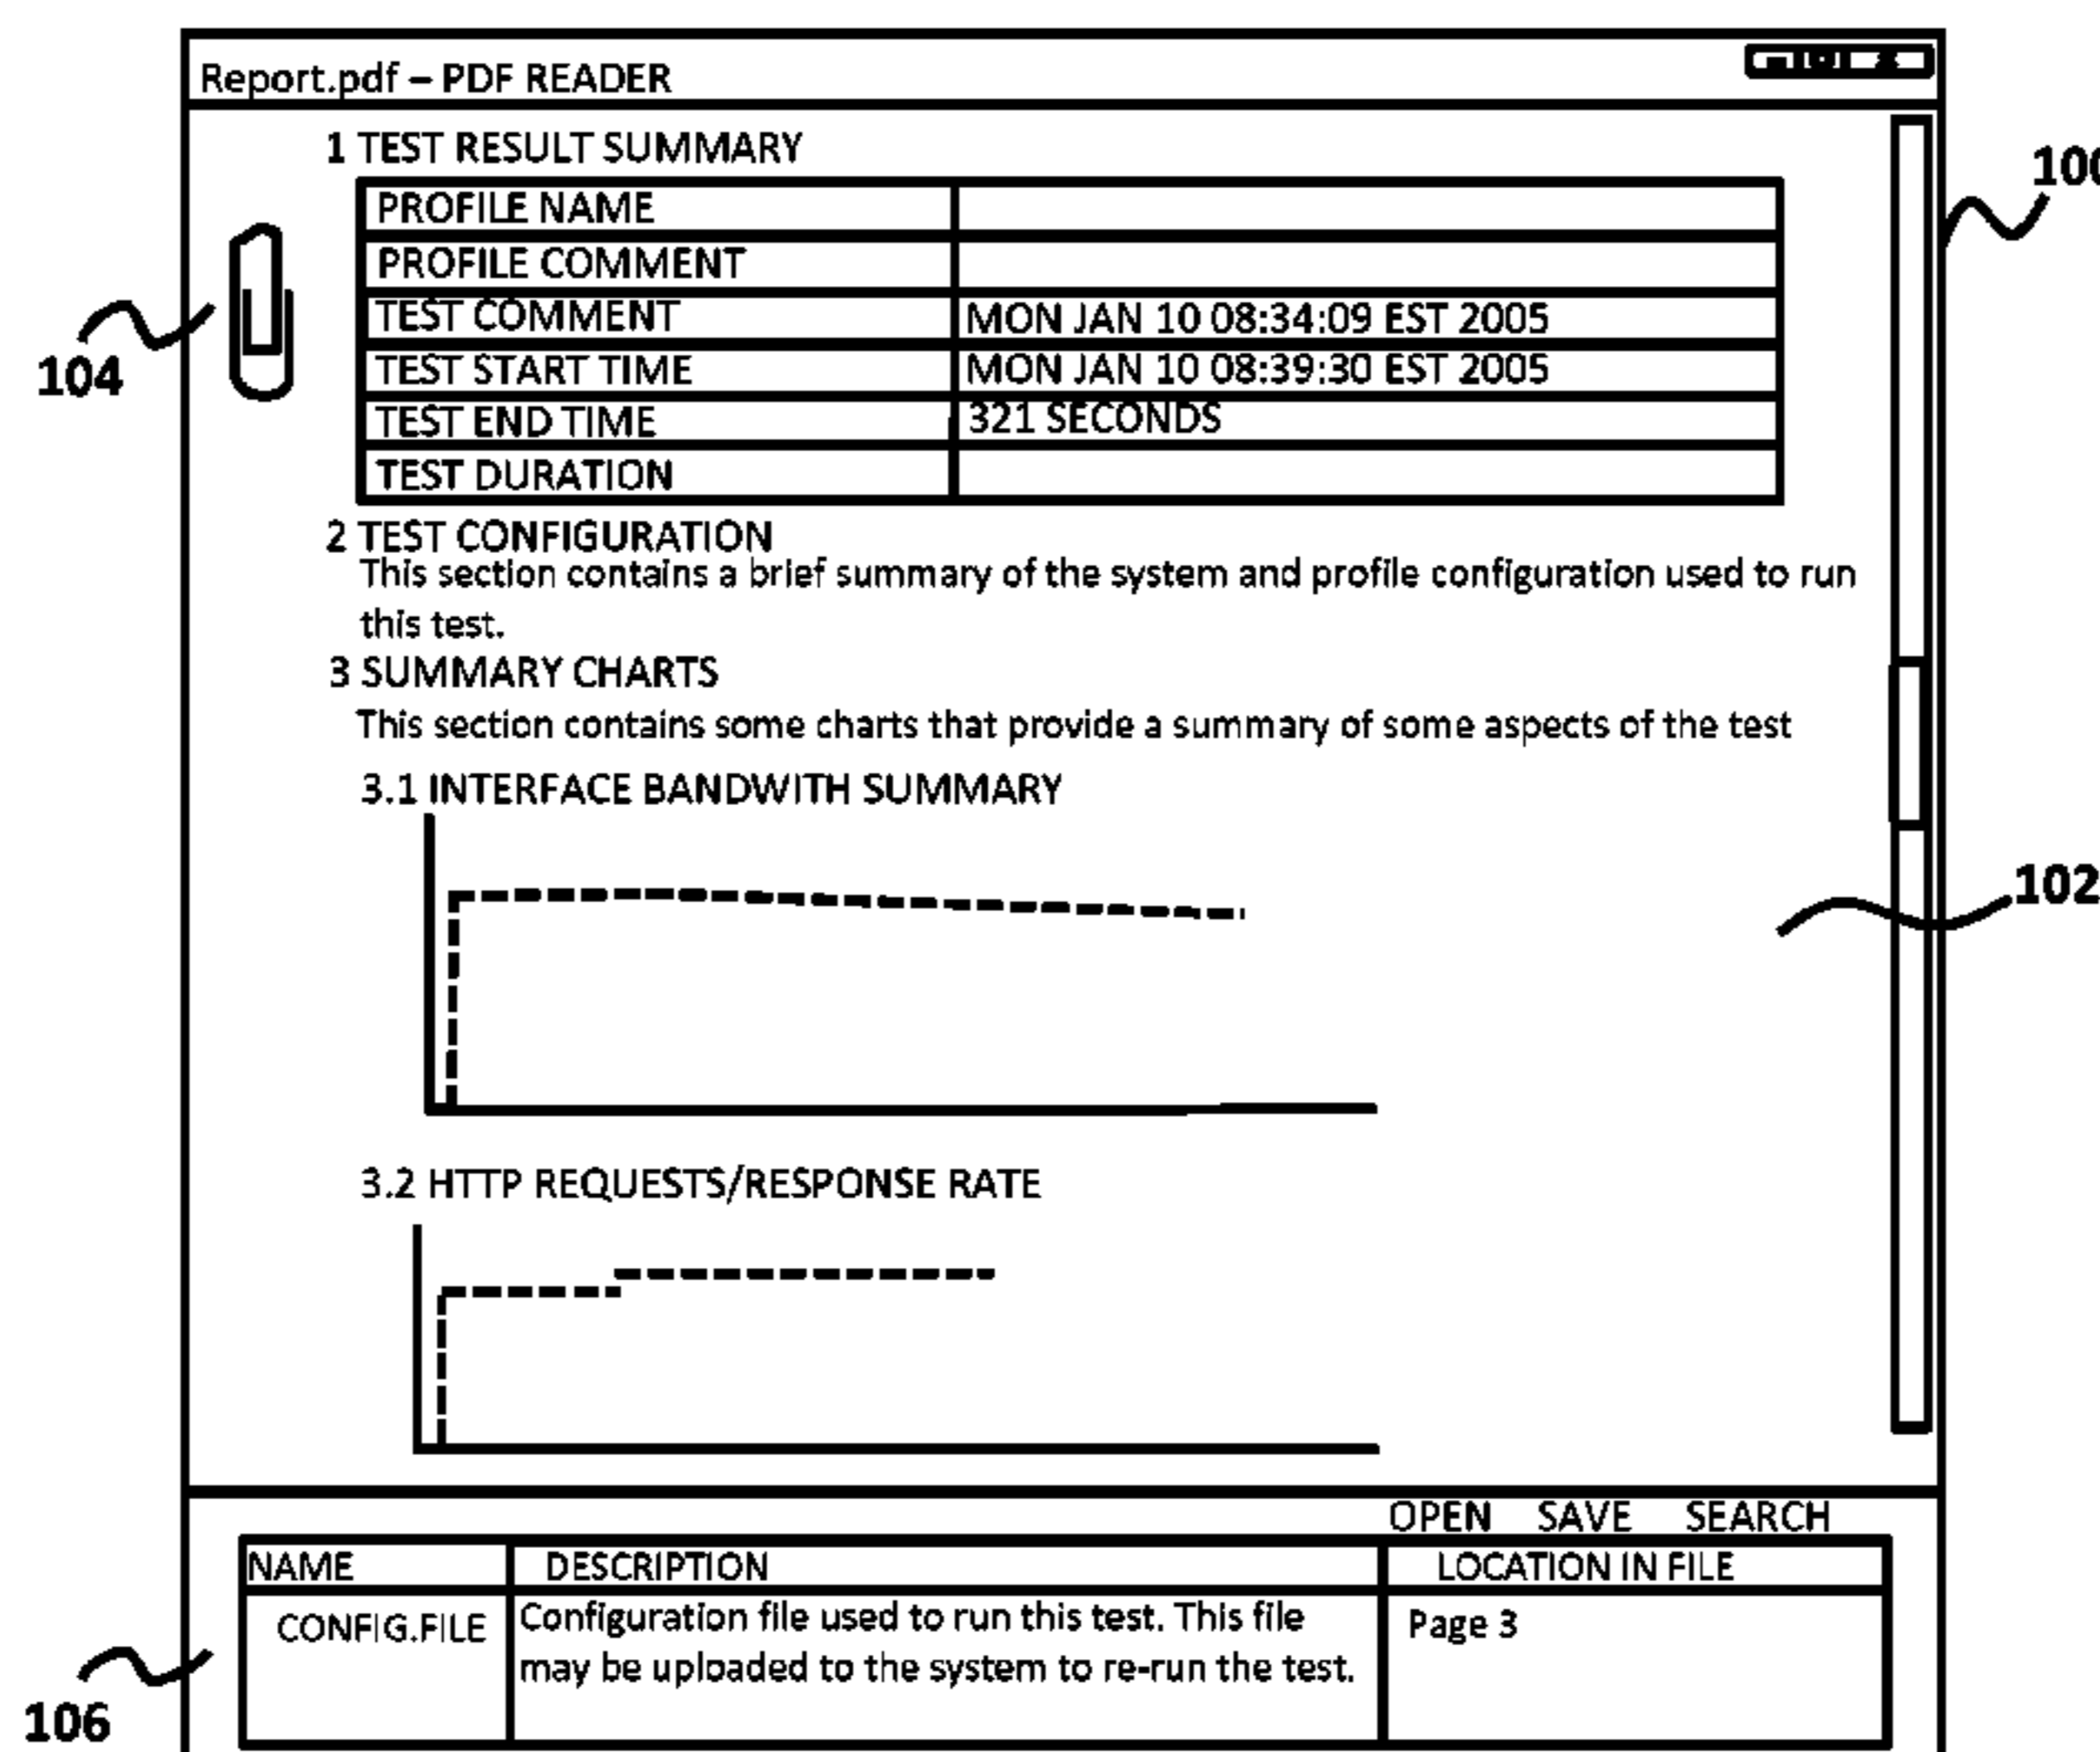 Report.pdf – PDF READER
1 TEST RESULT SUMMARY
100
PROFILE NAME
PROFILE COMMENT
TEST COMMENT MON JAN 10 08:34:09 EST 2005
TEST START TIME MON JAN 10 08:39:30 EST 2005
104
TEST END TIME 321 SECONDS
TEST DURATION
2 TEST CONFIGURATION
This section contains a brief summary of the system and profile configuration used to run
this test.
3 SUMMARY CHARTS
This section contains some charts that provide a summary of some aspects of the test
3.1 INTERFACE BANDWITH SUMMARY
102
3.2 HTTP REQUESTS/RESPONSE RATE
OPEN SAVE SEARCH
NAME DESCRIPTION LOCATION IN FILE
CONFIG.FILE Configuration file used to run this test. This file Page 3
may be uploaded to the system to re-run the test.
106